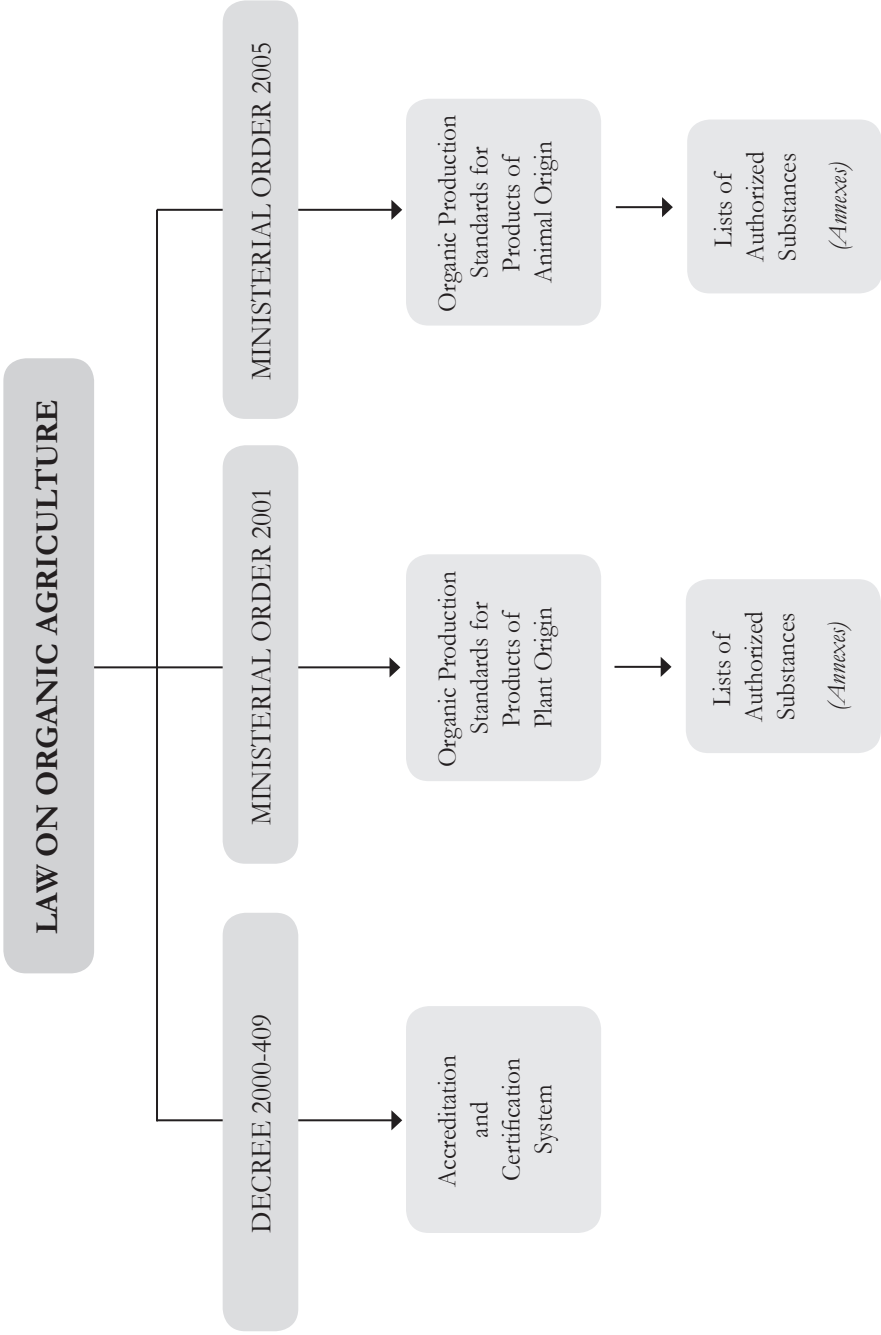 LAW ON ORGANIC AGRICULTURE
DECREE 2000-409
Accreditation
and
Certification
System
MINISTERIAL ORDER 2001
Organic Production
Standards for
Products of
Plant Origin
Lists of
Authorized
Substances
(Annexes)
MINISTERIAL ORDER 2005
Organic Production
Standards for
Products of
Animal Origin
Lists of
Authorized
Substances
(Annexes)